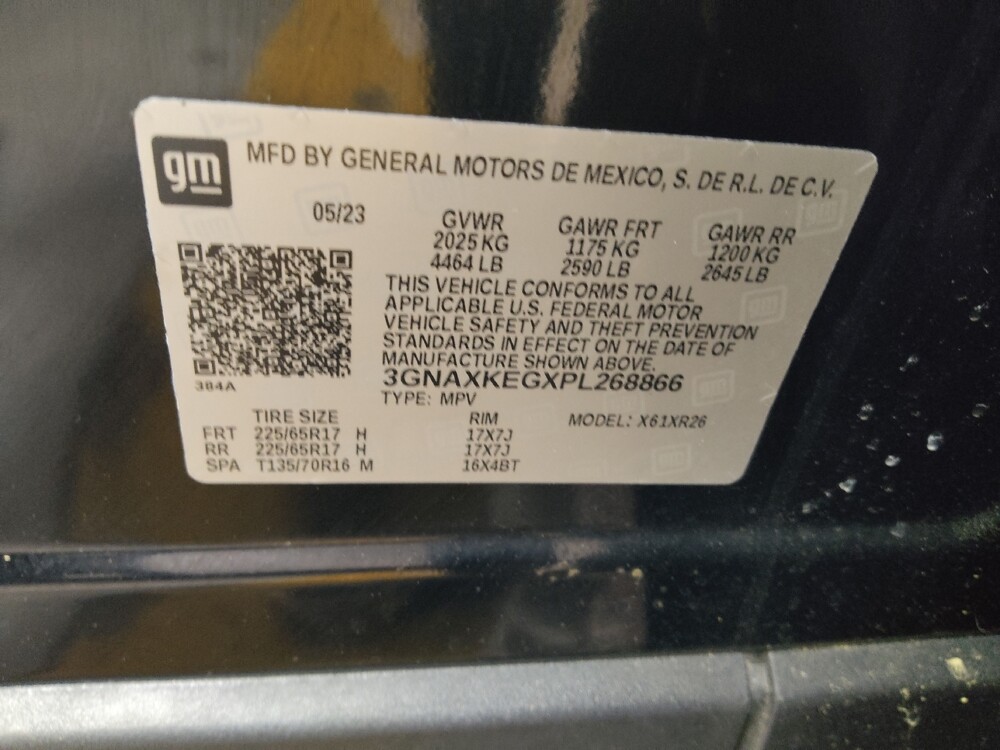 gm MFD BY GENERAL MOTORS DE MEXICO, S. DE R.L. DE C.V.
05/23 GVWR GAWR FRT GAWR RR
2025 KG 1175 KG 1200 KG
4464 LB 2590 LB 2645 LB
THIS VEHICLE CONFORMS TO ALL
APPLICABLE U.S. FEDERAL MOTOR
VEHICLE SAFETY AND THEFT PREVENTION
STANDARDS IN EFFECT ON THE DATE OF
MANUFACTURE SHOWN ABOVE.
384A 3GNAXKEGXPL268866
TYPE: MPV
TIRE SIZE RIM MODEL: X61XR26
FRT 225/65R17 H 17X7J
RR 225/65R17 H 17X7J
SPA T135/70R16 M 16X4BT